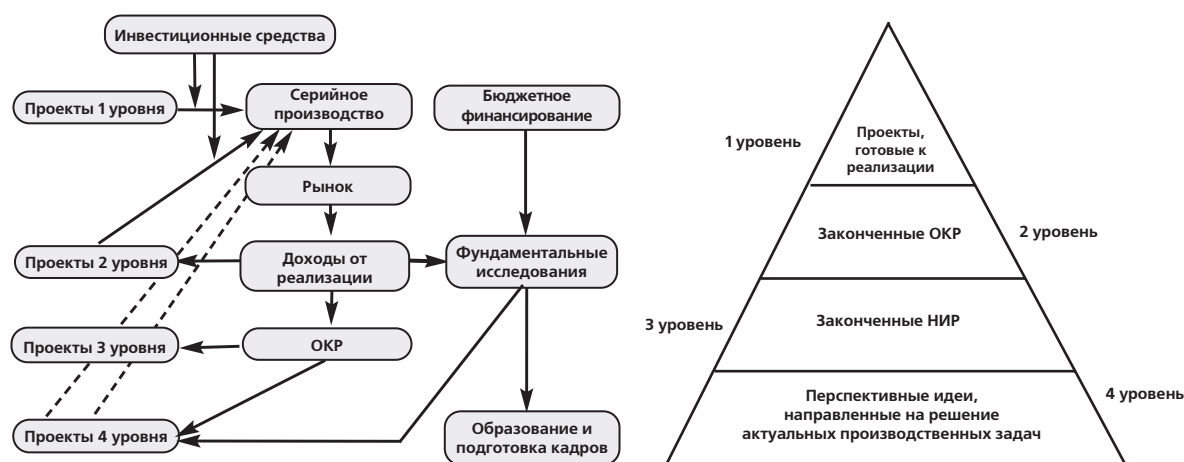 Инвестиционные средства
Проекты 1 уровня
Серийное
производство
Бюджетное
финансирование
Рынок
Проекты 2 уровня
Доходы от
реализации
Фундаментальные
исследования
Проекты 3 уровня
ОКР
Проекты 4 уровня
Образование и
подготовка кадров
1 уровень
Проекты,
готовые к
реализации
Законченные ОКР
2 уровень
3 уровень
Законченные НИР
Перспективные идеи,
направленные на решение
актуальных производственных задач
4 уровень